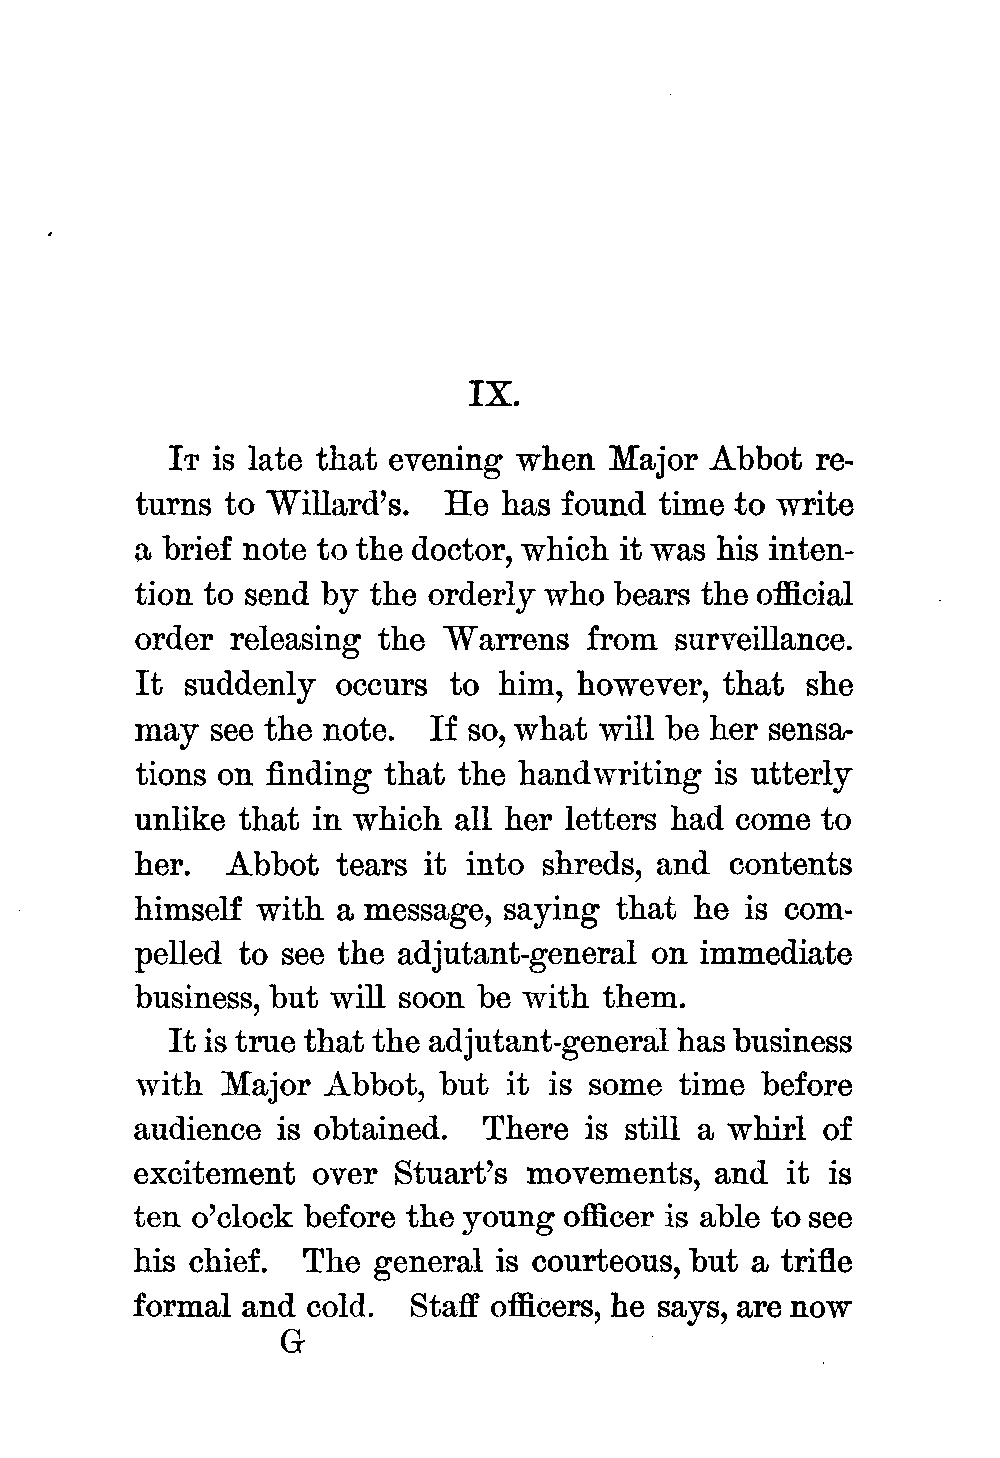 IX.
It is late that evening when Major Abbot re-
turns to Willard's. He has found time to write
a brief note to the doctor, which it was his inten-
tion to send by the orderly who bears the official
order releasing the Warrens from surveillance.
It suddenly occurs to him, however, that she
may see the note. If so, what will be her sensa-
tions on finding that the handwriting is utterly
unlike that in which all her letters had come to
her. Abbot tears it into shreds, and contents
himself with a message, saying that he is com-
pelled to see the adjutant-general on immediate
business, but will soon be with them.
It is true that the adjutant-general has business
with Major Abbot, but it is some time before
audience is obtained. There is still a whirl of
excitement over Stuart's movements, and it is
ten o'clock before the young officer is able to see
his chief. The general is courteous, but a trifle
formal and cold. Staff officers, he says, are now
G